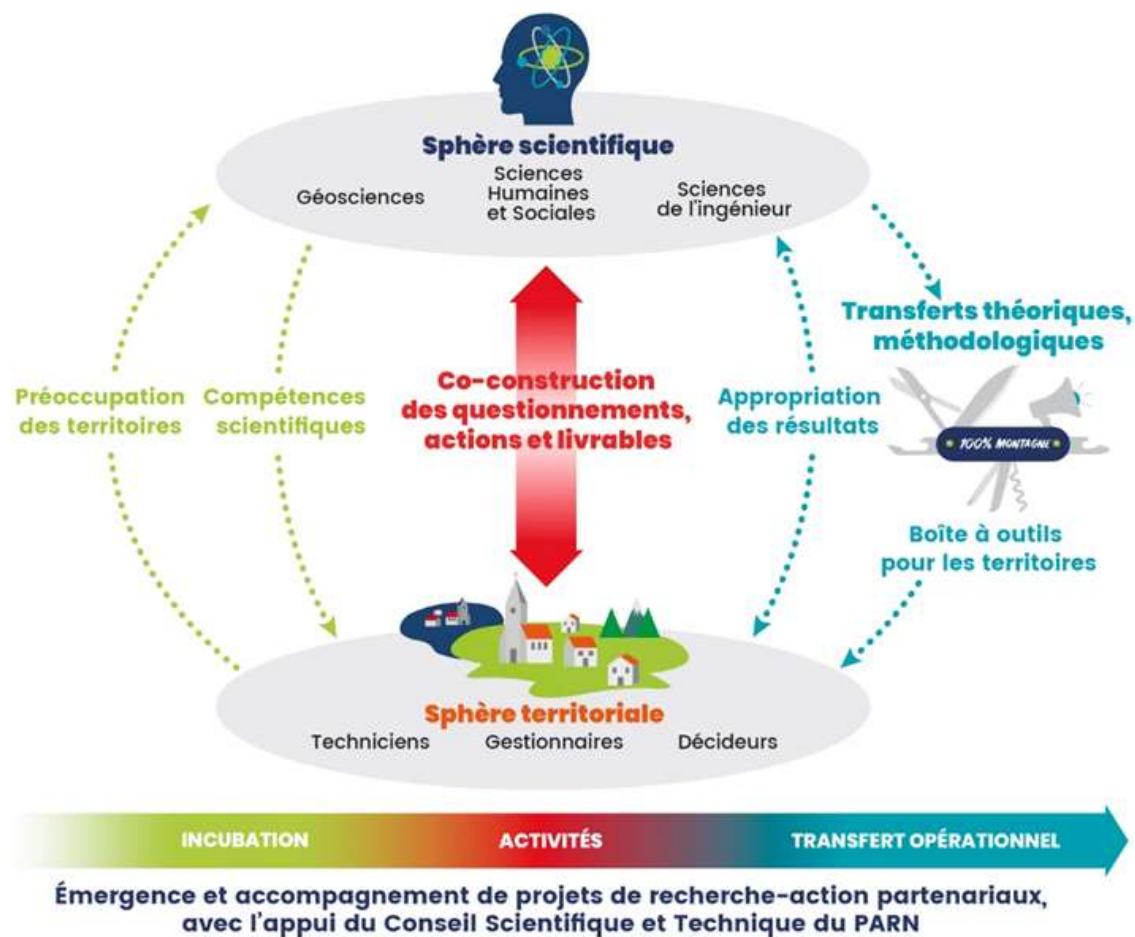 Sphère scientifique
Géosciences
Sciences
Humaines
et Sociales
Sciences
de l'ingénieur
Préoccupation
des territoires
Compétences
scientifiques
Co-construction
des questionnements,
actions et livrables
Appropriation
des résultats
Transferts théoriques,
méthodologiques
100% MONTAGNE
Boîte à outils
pour les territoires
Sphère territoriale
Techniciens
Gestionnaires
Décideurs
INCUBATION
ACTIVITÉS
TRANSFERT OPÉRATIONNEL
Émergence et accompagnement de projets de recherche-action partenariaux,
avec l'appui du Conseil Scientifique et Technique du PARN